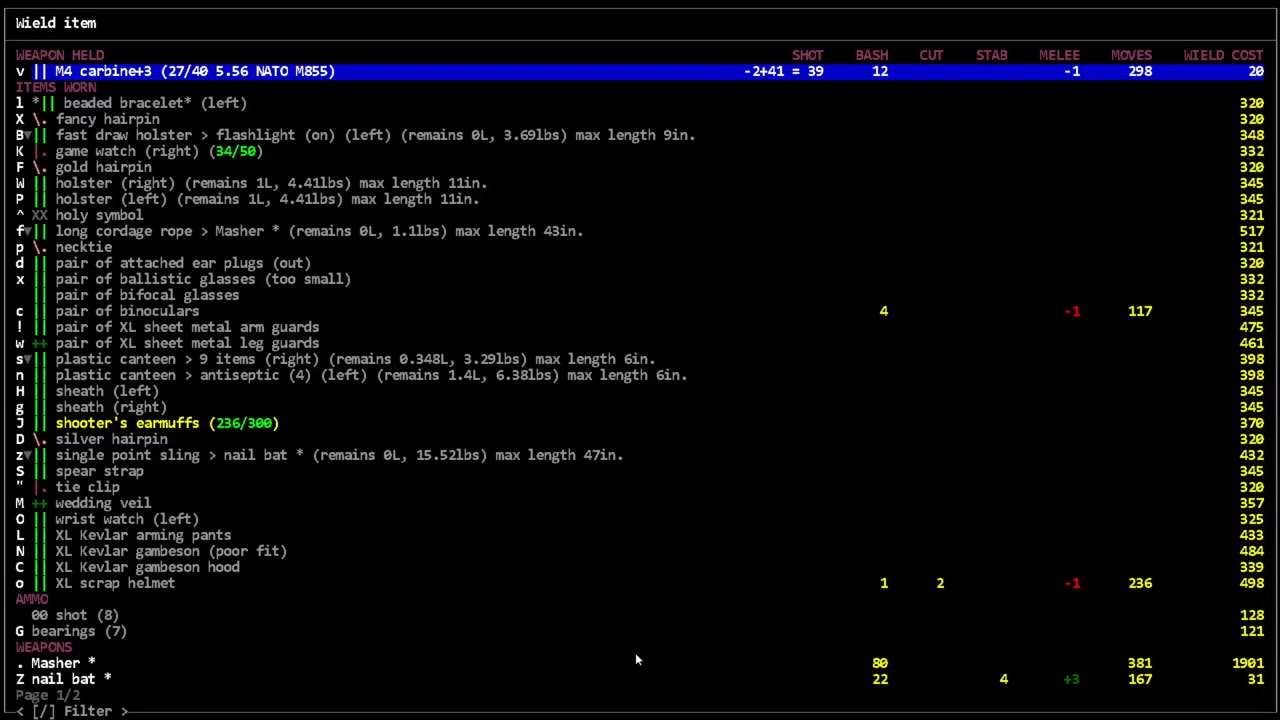 Wield item
WEAPON HELD SHOT BASH CUT STAB MELEE MOVES WIELD COST
v || M4 carbine+3 (27/40 5.56 NATO M855) -2+41 = 39 12 -1 298 20
ITEMS WORN
l *|| beaded bracelet* (left) 320
X \. fancy hairpin 320
B▼|| fast draw holster > flashlight (on) (left) (remains 0L, 3.69lbs) max length 9in. 348
K |. game watch (right) (34/50) 332
F \. gold hairpin 320
W || holster (right) (remains 1L, 4.41lbs) max length 11in. 345
P || holster (left) (remains 1L, 4.41lbs) max length 11in. 345
^ XX holy symbol 321
f▼|| long cordage rope > Masher * (remains 0L, 1.1lbs) max length 43in. 517
p \. necktie 321
d || pair of attached ear plugs (out) 320
x || pair of ballistic glasses (too small) 332
|| pair of bifocal glasses 332
c || pair of binoculars 4 -1 117 345
! || pair of XL sheet metal arm guards 475
w ++ pair of XL sheet metal leg guards 461
s▼|| plastic canteen > 9 items (right) (remains 0.348L, 3.29lbs) max length 6in. 398
n || plastic canteen > antiseptic (4) (left) (remains 1.4L, 6.38lbs) max length 6in. 398
H || sheath (left) 345
g || sheath (right) 345
J || shooter's earmuffs (236/300) 370
D \. silver hairpin 320
z▼|| single point sling > nail bat * (remains 0L, 15.52lbs) max length 47in. 432
S || spear strap 345
" |. tie clip 320
M ++ wedding veil 357
O || wrist watch (left) 325
L || XL Kevlar arming pants 433
N || XL Kevlar gambeson (poor fit) 484
C || XL Kevlar gambeson hood 339
o || XL scrap helmet 1 2 -1 236 498
AMMO
00 shot (8) 128
G bearings (7) 121
WEAPONS
. Masher * 80 381 1901
Z nail bat * 22 4 +3 167 31
Page 1/2
< [/] Filter >